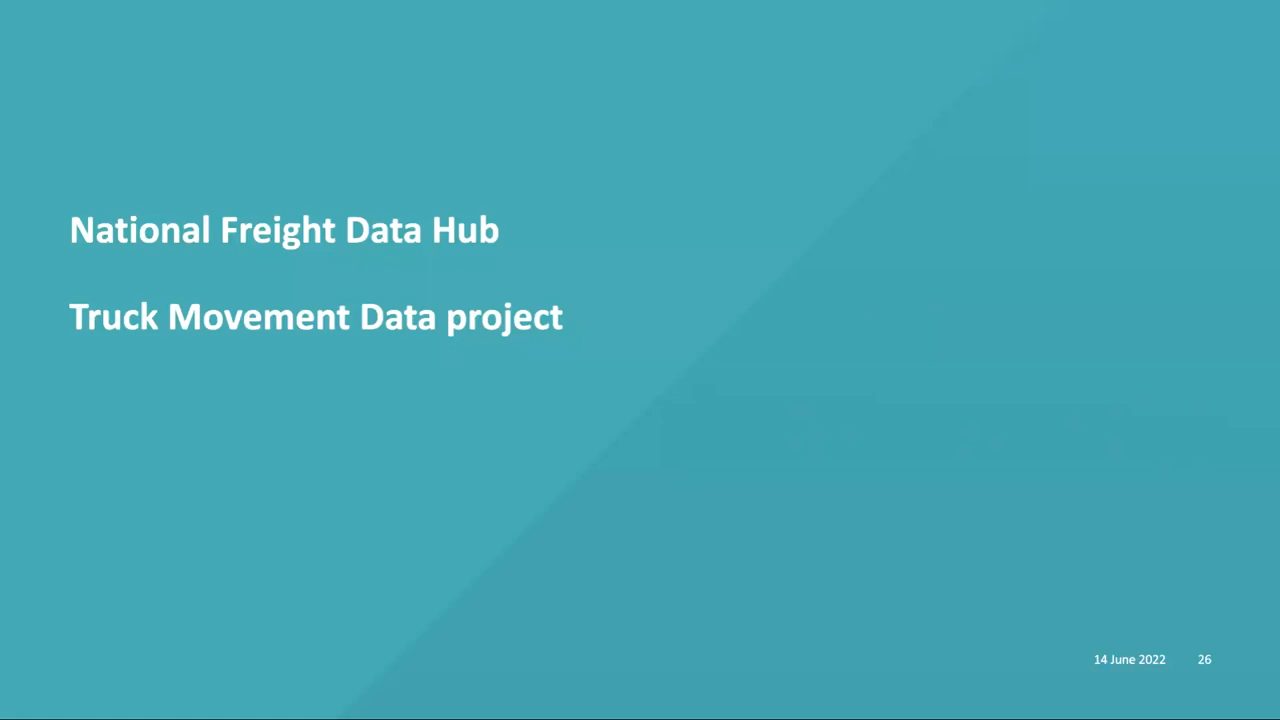 National Freight Data Hub
Truck Movement Data project
14 June 2022 26